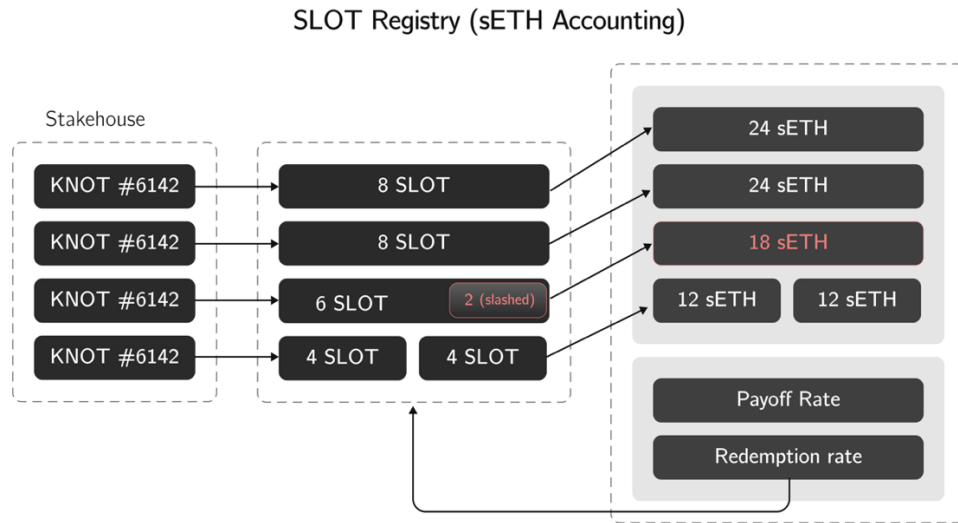 SLOT Registry (sETH Accounting)
Stakehouse
KNOT #6142
8 SLOT
24 sETH
KNOT #6142
8 SLOT
24 sETH
KNOT #6142
6 SLOT
2 (slashed)
18 sETH
KNOT #6142
4 SLOT
4 SLOT
12 sETH
12 sETH
Payoff Rate
Redemption rate